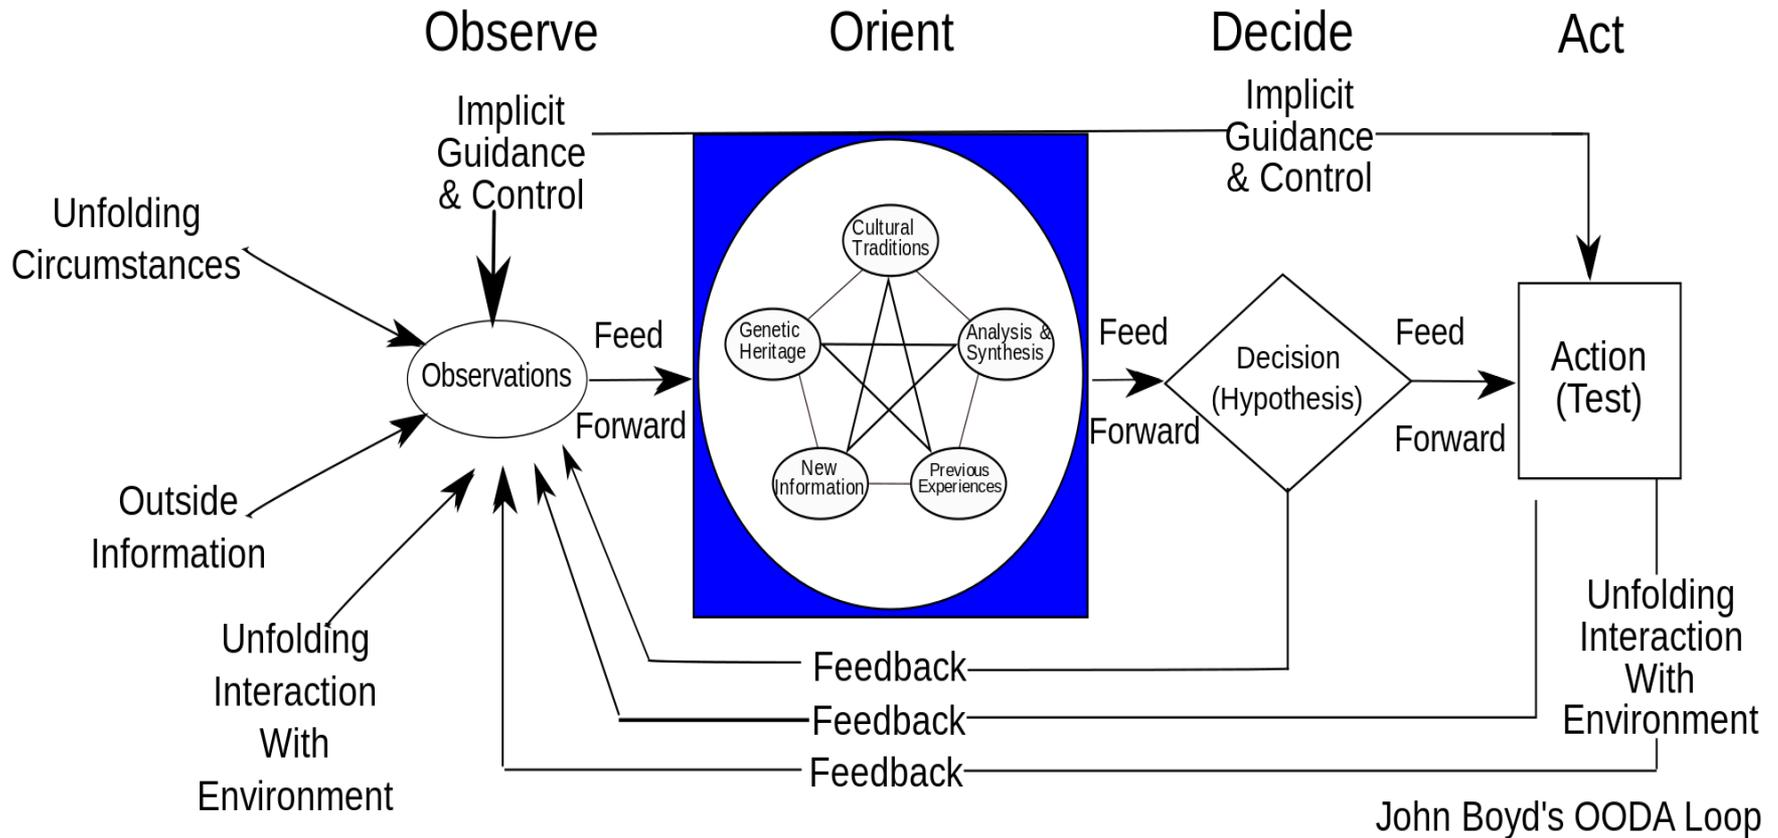 Observe
Orient
Decide
Act
Implicit
Guidance
& Control
Implicit
Guidance
& Control
Unfolding
Circumstances
Observations
Outside
Information
Unfolding
Interaction
With
Environment
Feed
Forward
Cultural
Traditions
Genetic
Heritage
Analysis &
Synthesis
New
Information
Previous
Experiences
Feed
Forward
Decision
(Hypothesis)
Feed
Forward
Action
(Test)
Unfolding
Interaction
With
Environment
Feedback
Feedback
Feedback
John Boyd's OODA Loop